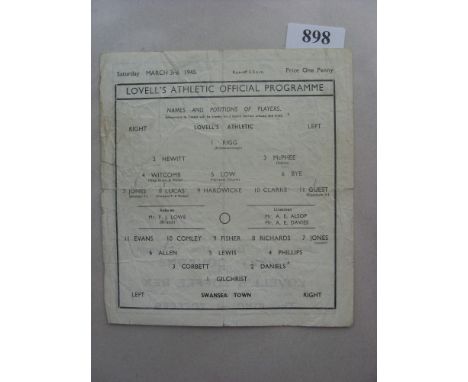 898
Saturday MARCH 3rd 1945 Price One Penny
LOVELL'S ATHLETIC OFFICIAL PROGRAMME
NAMES AND POSITIONS OF PLAYERS.
RIGHT LOVELL'S ATHLETIC LEFT
1 RIGG
2 HEWITT 3 McPHEE
4 WITCOMB 5 LOW 6 BYE
7 JONES 8 LUCAS 9 HARDWICKE 10 CLARKE 11 GUEST
Referee Linesmen
Mr. F. J. LOWE Mr. A. E. ALSOP
Mr. A. E. DAVIES
11 EVANS 10 COMLEY 9 FISHER 8 RICHARDS 7 JONES
6 ALLEN 5 LEWIS 4 PHILLIPS
3 CORBETT 2 DANIELS
1 GILCHRIST
LEFT SWANSEA TOWN RIGHT